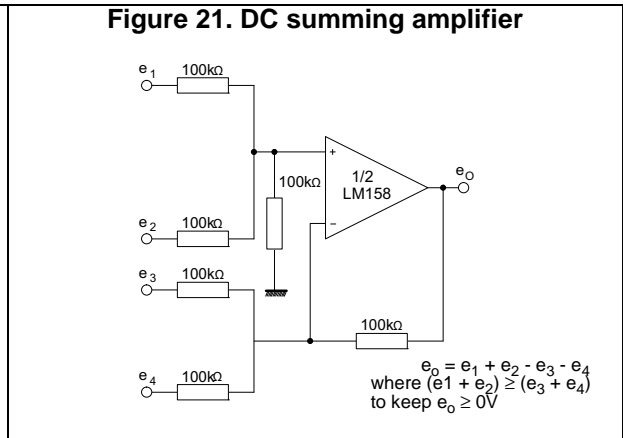 Figure 21. DC summing amplifier
e1
100kΩ
+
1/2
LM158
eO
100kΩ
e2
100kΩ
–
e3
100kΩ
100kΩ
e4
100kΩ
eo = e1 + e2 - e3 - e4
where (e1 + e2) ≥ (e3 + e4)
to keep eo ≥ 0V